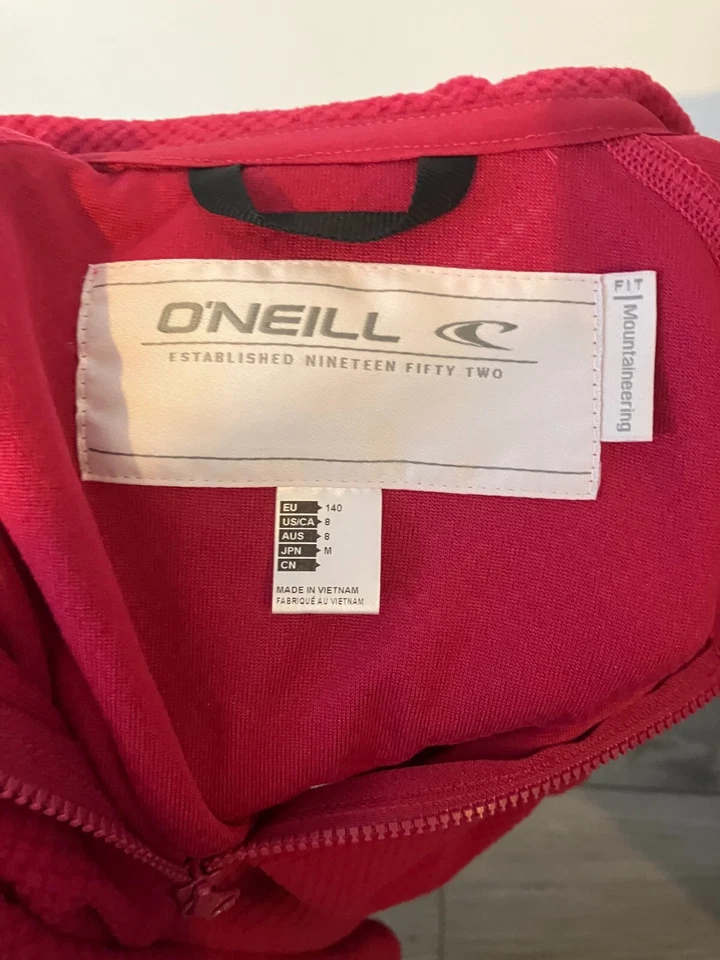 O'NEILL
ESTABLISHED NINETEEN FIFTY TWO
FIT | Mountaineering
EU 140
US/CA 8
AUS 8
JPN M
CN
MADE IN VIETNAM
FABRIQUÉ AU VIETNAM